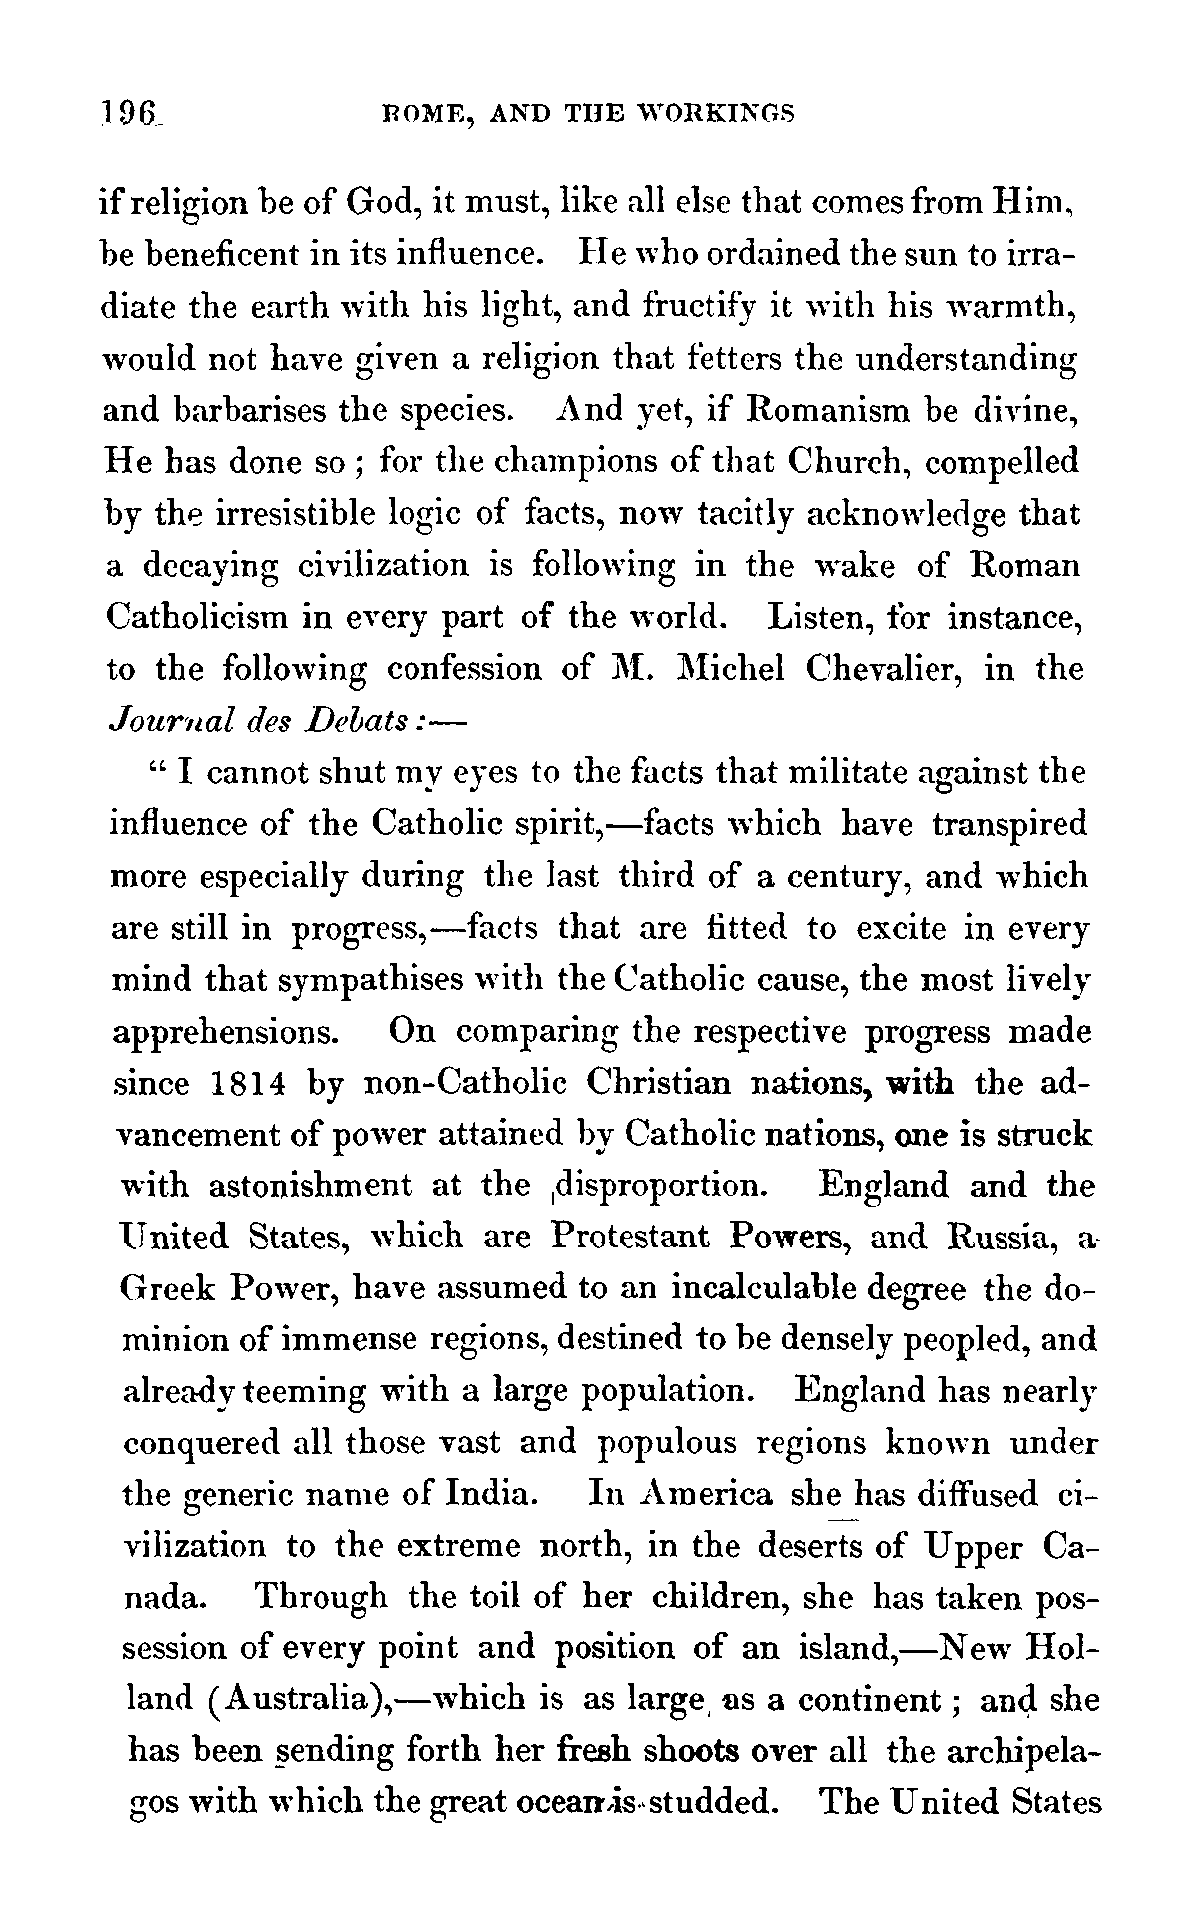 196 ROME, AND THE WORKINGS
if religion be of God, it must, like all else that comes from Him,
be beneficent in its influence. He who ordained the sun to irra-
diate the earth with his light, and fructify it with his warmth,
would not have given a religion that fetters the understanding
and barbarises the species. And yet, if Romanism be divine,
He has done so ; for the champions of that Church, compelled
by the irresistible logic of facts, now tacitly acknowledge that
a decaying civilization is following in the wake of Roman
Catholicism in every part of the world. Listen, for instance,
to the following confession of M. Michel Chevalier, in the
Journal des Debats :—
“ I cannot shut my eyes to the facts that militate against the
influence of the Catholic spirit,—facts which have transpired
more especially during the last third of a century, and which
are still in progress,—facts that are fitted to excite in every
mind that sympathises with the Catholic cause, the most lively
apprehensions. On comparing the respective progress made
since 1814 by non-Catholic Christian nations, with the ad-
vancement of power attained by Catholic nations, one is struck
with astonishment at the disproportion. England and the
United States, which are Protestant Powers, and Russia, a
Greek Power, have assumed to an incalculable degree the do-
minion of immense regions, destined to be densely peopled, and
already teeming with a large population. England has nearly
conquered all those vast and populous regions known under
the generic name of India. In America she has diffused ci-
vilization to the extreme north, in the deserts of Upper Ca-
nada. Through the toil of her children, she has taken pos-
session of every point and position of an island,—New Hol-
land (Australia),—which is as large as a continent ; and she
has been sending forth her fresh shoots over all the archipela-
gos with which the great ocean is studded. The United States